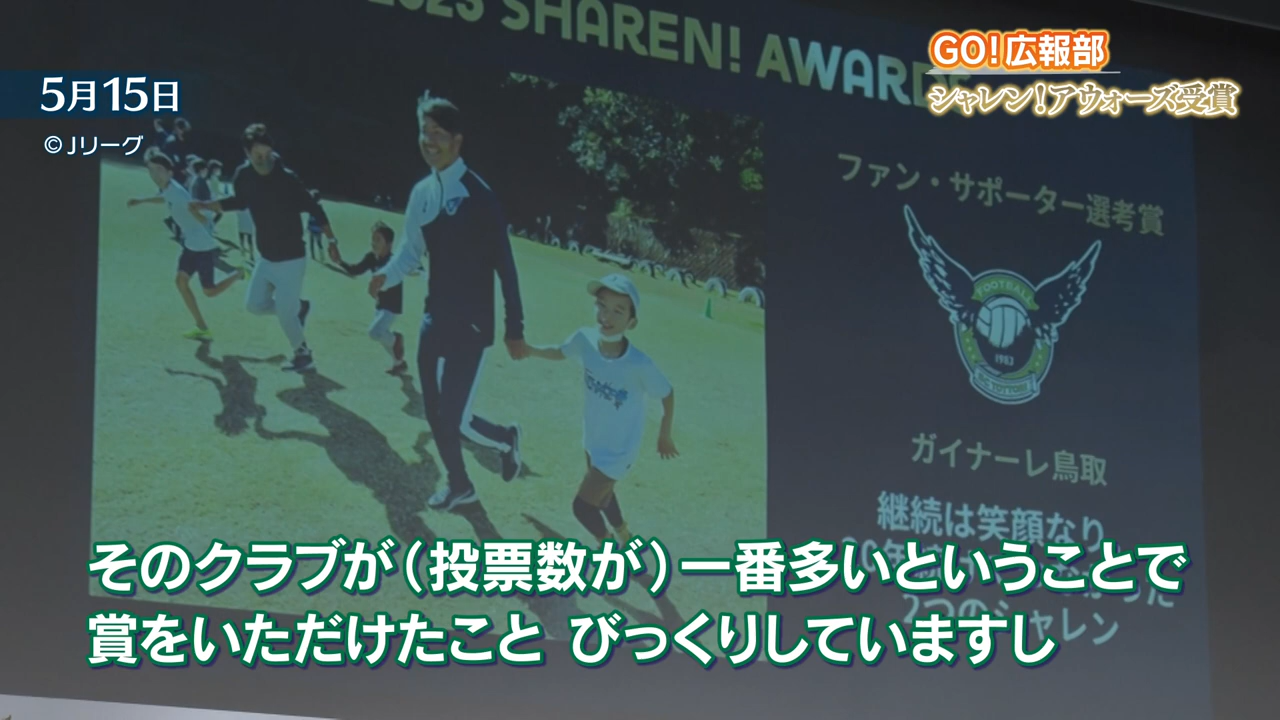 2023 SHAREN! AWARDS
GO!広報部
シャレン!アウォーズ受賞
5月15日
©Jリーグ
ファン・サポーター選考賞
FOOTBALL
1983
SC TOTTORI
ガイナーレ鳥取
継続は笑顔なり
2つのシャレン
そのクラブが(投票数が)一番多いということで
賞をいただけたこと びっくりしていますし